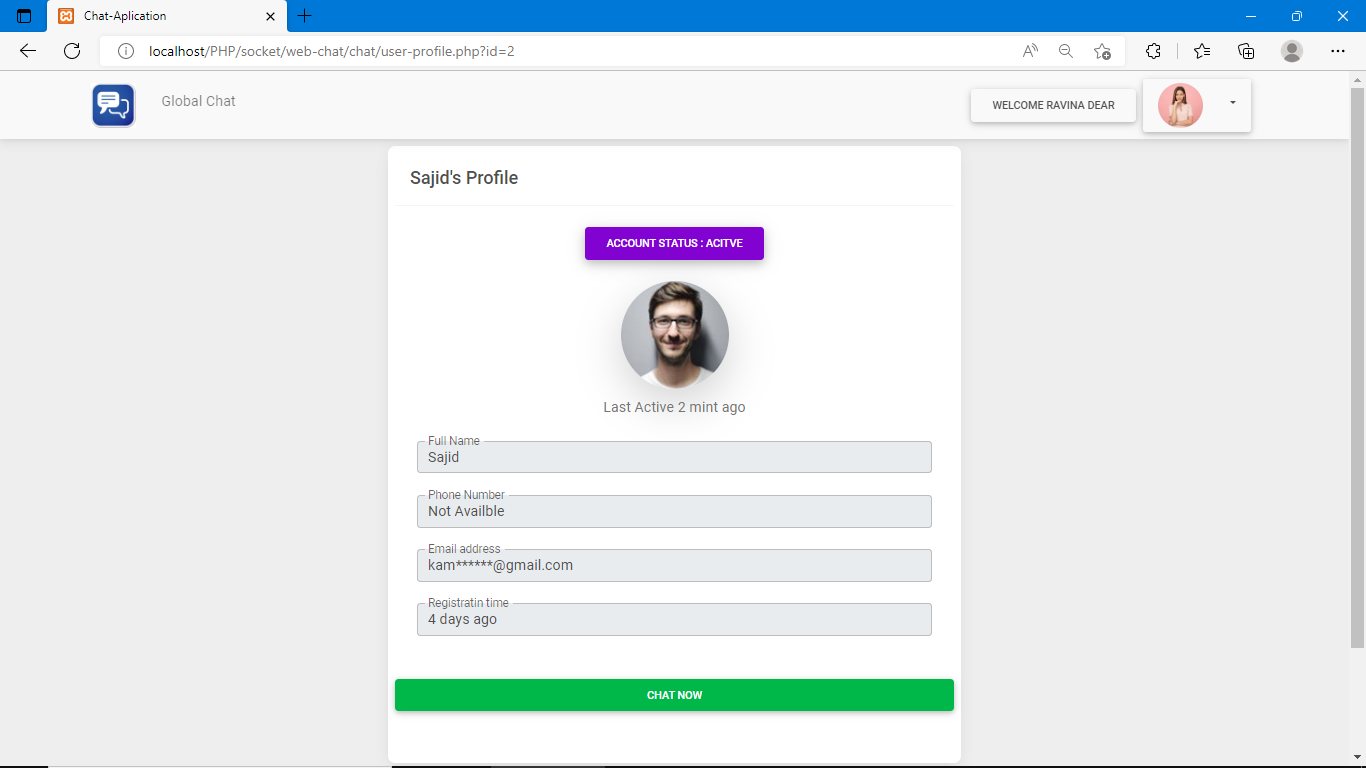 Chat-Aplication
localhost/PHP/socket/web-chat/chat/user-profile.php?id=2
Global Chat
WELCOME RAVINA DEAR
Sajid's Profile
ACCOUNT STATUS : ACITVE
Last Active 2 mint ago
Full Name
Sajid
Phone Number
Not Availble
Email address
kam******@gmail.com
Registratin time
4 days ago
CHAT NOW